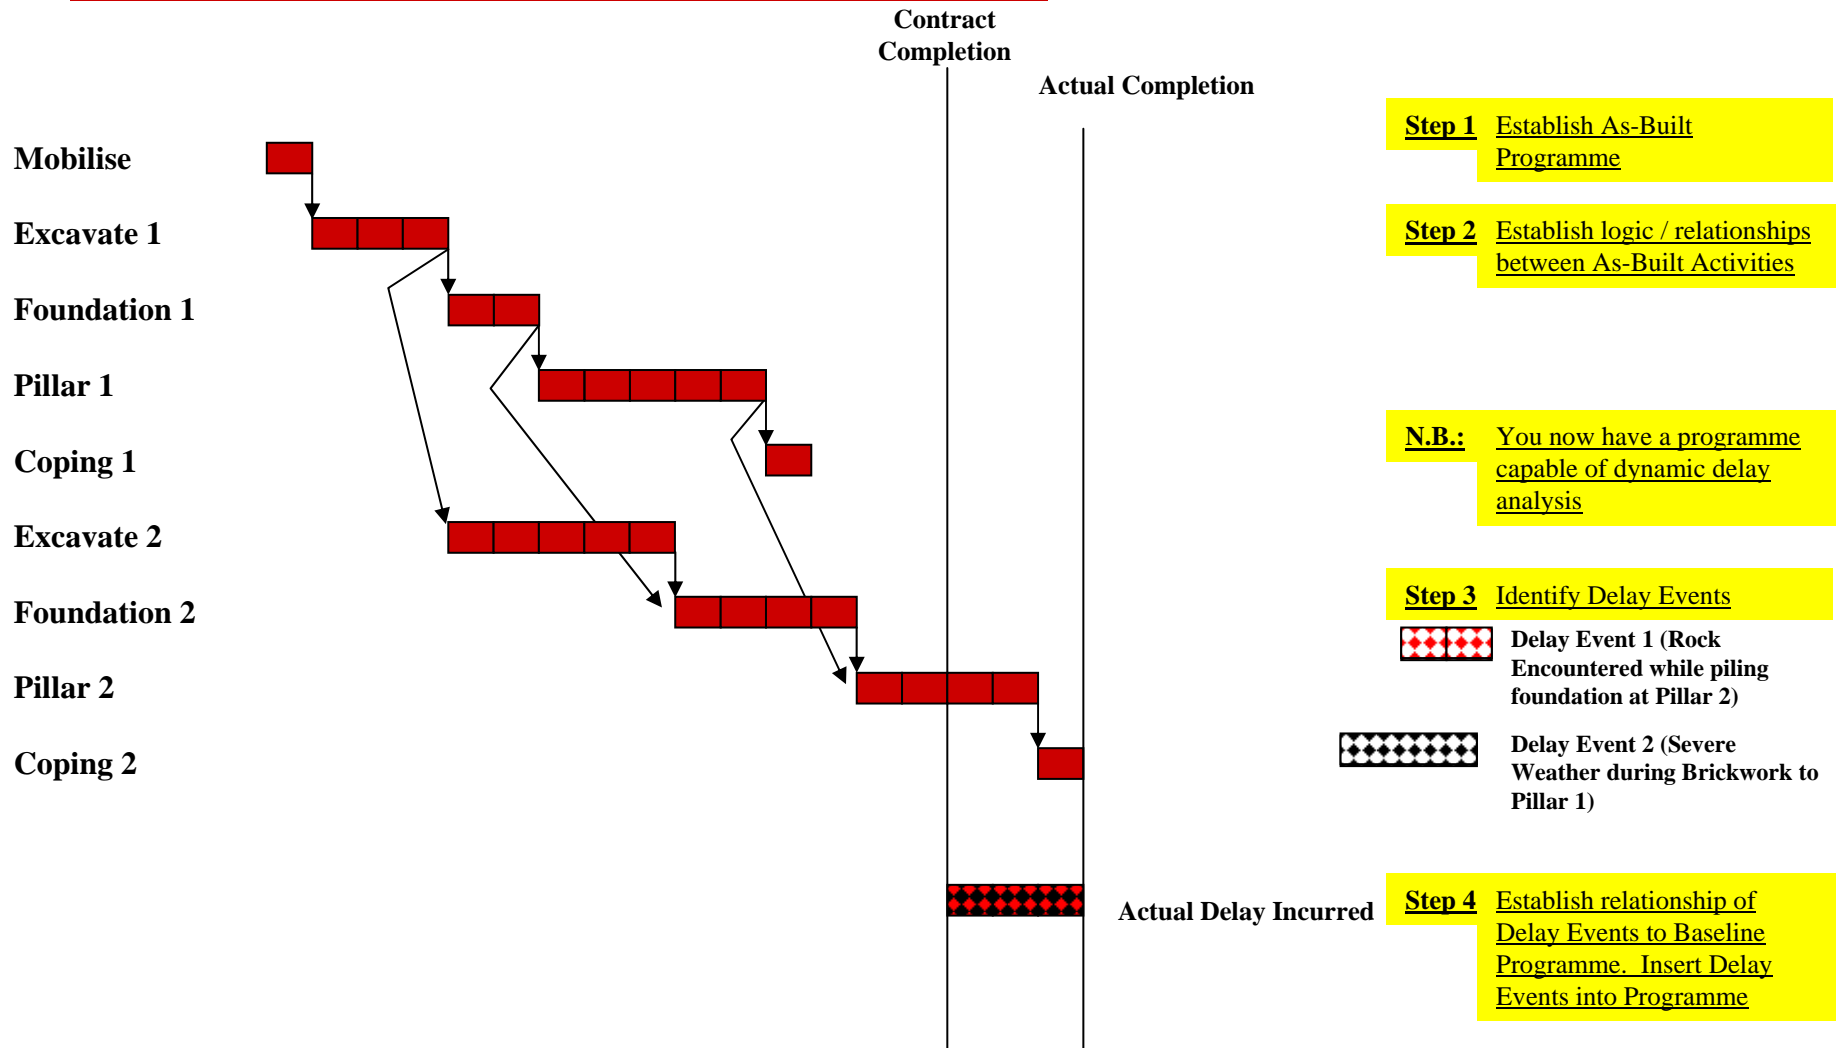 Contract
Completion
Actual Completion
Mobilise
Excavate 1
Foundation 1
Pillar 1
Coping 1
Excavate 2
Foundation 2
Pillar 2
Coping 2
Actual Delay Incurred
Step 1 Establish As-Built
Programme
Step 2 Establish logic / relationships
between As-Built Activities
N.B.: You now have a programme
capable of dynamic delay
analysis
Step 3 Identify Delay Events
Delay Event 1 (Rock
Encountered while piling
foundation at Pillar 2)
Delay Event 2 (Severe
Weather during Brickwork to
Pillar 1)
Step 4 Establish relationship of
Delay Events to Baseline
Programme. Insert Delay
Events into Programme